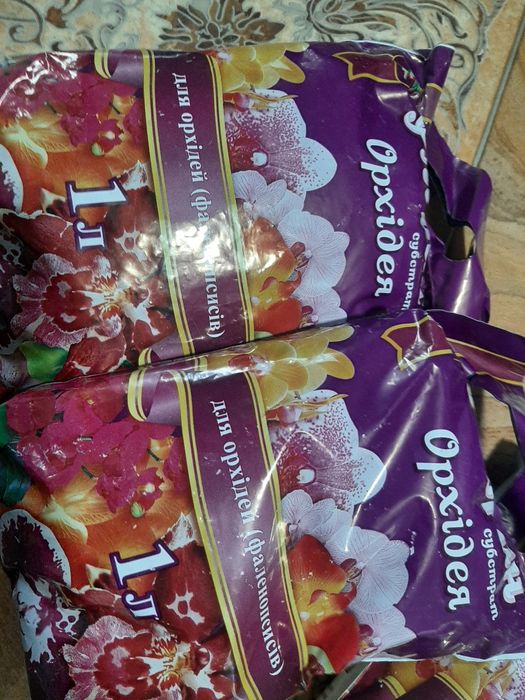 субстрат
Орхідея
для орхідей (фаленопсисів)
1 л
субстрат
Орхідея
для орхідей (фаленопсисів)
1 л